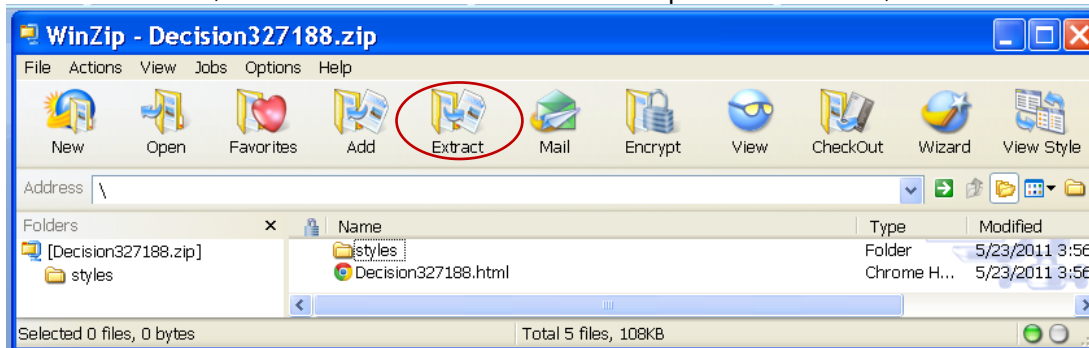 WinZip - Decision327188.zip
File Actions View Jobs Options Help
New Open Favorites Add Extract Mail Encrypt View CheckOut Wizard View Style
Address \
Folders × Name Type Modified
[Decision327188.zip] styles Folder 5/23/2011 3:56
styles Decision327188.html Chrome H... 5/23/2011 3:56
Selected 0 files, 0 bytes Total 5 files, 108KB